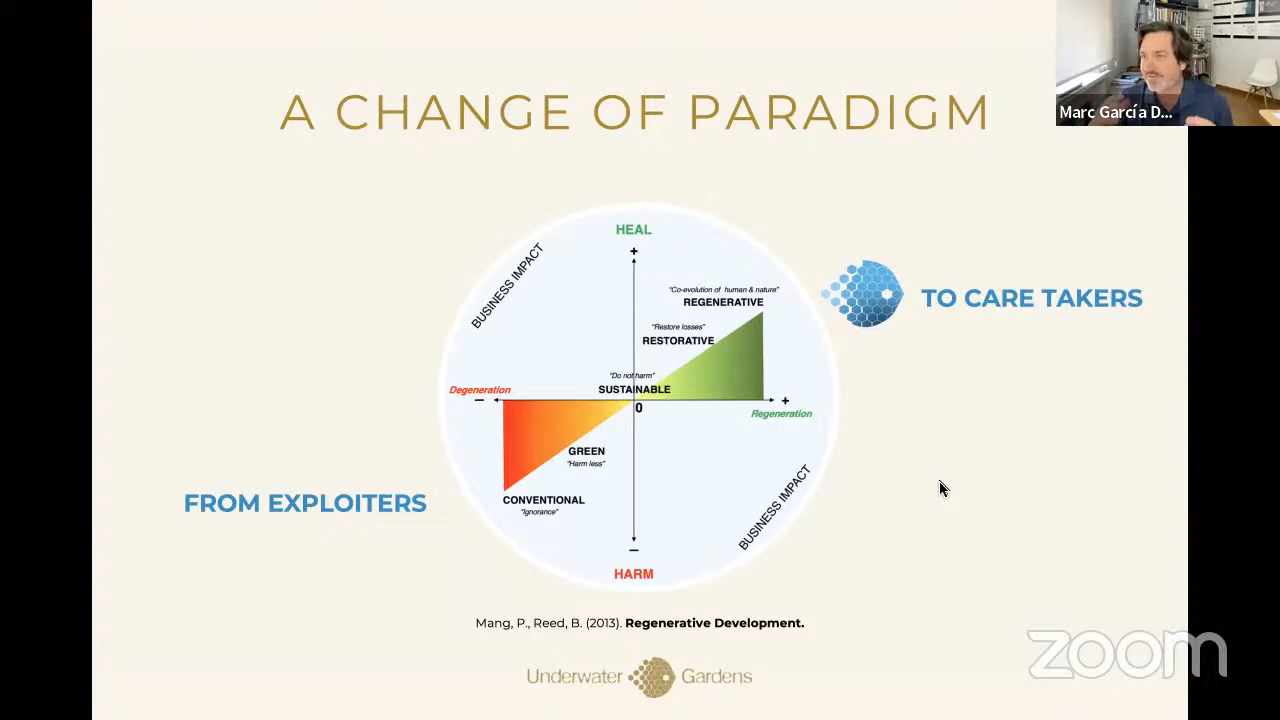 A CHANGE OF PARADIGM
Marc García D...
HEAL
+
BUSINESS IMPACT
"Co-evolution of human & nature"
REGENERATIVE
TO CARE TAKERS
"Restore losses"
RESTORATIVE
"Do not harm"
SUSTAINABLE
Degeneration
−
0
+
Regeneration
GREEN
"Harm less"
FROM EXPLOITERS
CONVENTIONAL
"Ignorance"
BUSINESS IMPACT
−
HARM
Mang, P., Reed, B. (2013). Regenerative Development.
Underwater Gardens
zoom